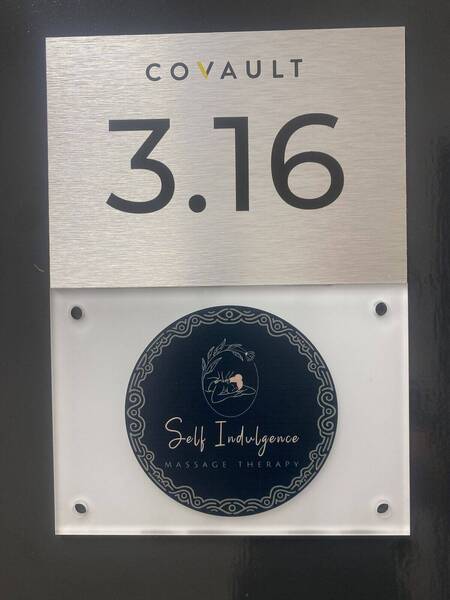 COVAULT
3.16
Self Indulgence
MASSAGE THERAPY